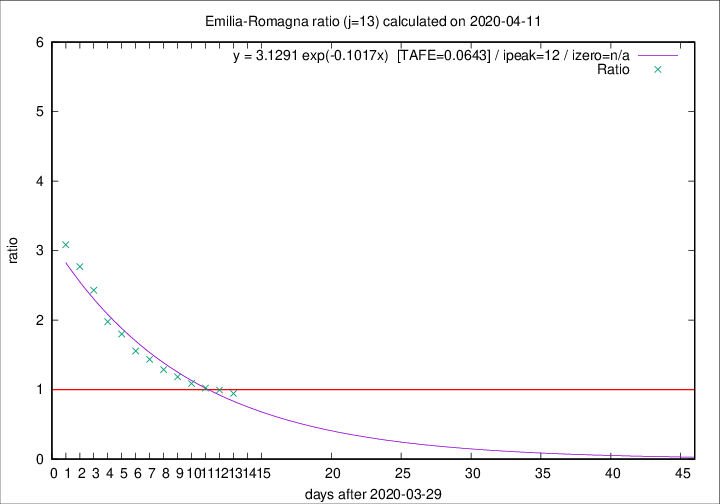 Emilia-Romagna ratio (j=13) calculated on 2020-04-11
y = 3.1291 exp(-0.1017x) [TAFE=0.0643] / ipeak=12 / izero=n/a
Ratio
6
5
4
3
2
1
0
ratio
0 1 2 3 4 5 6 7 8 9 10 11 12 13 14 15 20 25 30 35 40 45
days after 2020-03-29